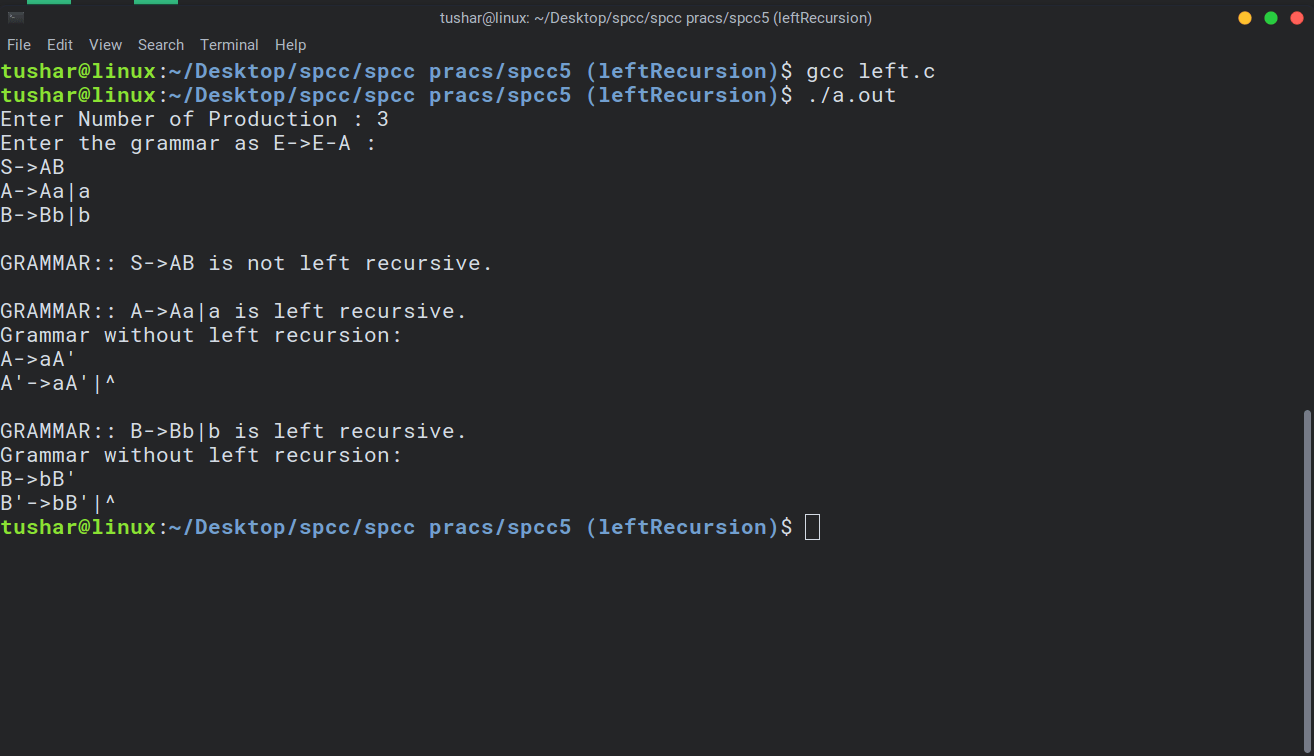 tushar@linux: ~/Desktop/spcc/spcc pracs/spcc5 (leftRecursion)
File Edit View Search Terminal Help
tushar@linux:~/Desktop/spcc/spcc pracs/spcc5 (leftRecursion)$ gcc left.c
tushar@linux:~/Desktop/spcc/spcc pracs/spcc5 (leftRecursion)$ ./a.out
Enter Number of Production : 3
Enter the grammar as E->E-A :
S->AB
A->Aa|a
B->Bb|b
GRAMMAR:: S->AB is not left recursive.
GRAMMAR:: A->Aa|a is left recursive.
Grammar without left recursion:
A->aA'
A'->aA'|^
GRAMMAR:: B->Bb|b is left recursive.
Grammar without left recursion:
B->bB'
B'->bB'|^
tushar@linux:~/Desktop/spcc/spcc pracs/spcc5 (leftRecursion)$